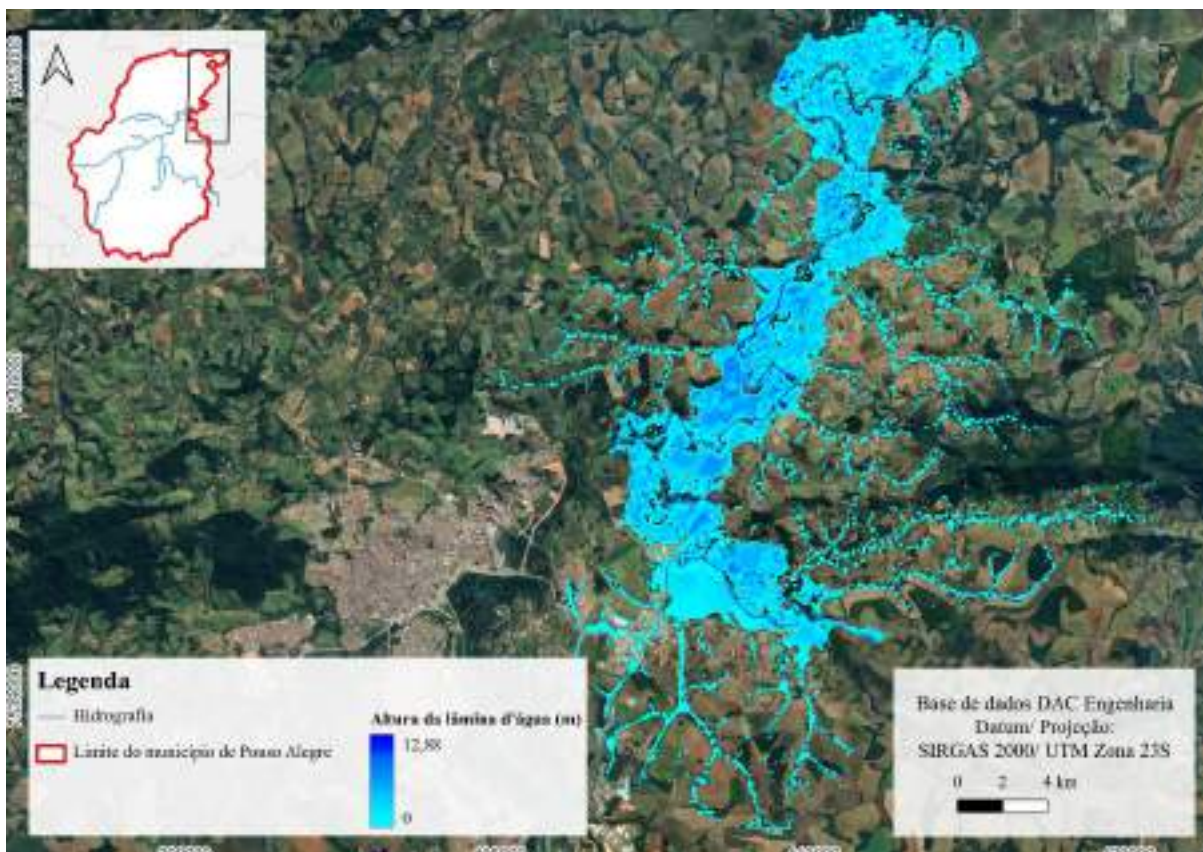 Legenda
Hidrografia
Limite do município de Pouso Alegre
Altura da lâmina d'água (m)
12,88
0
Base de dados DAC Engenharia
Datum/ Projeção:
SIRGAS 2000/ UTM Zona 23S
0 2 4 km